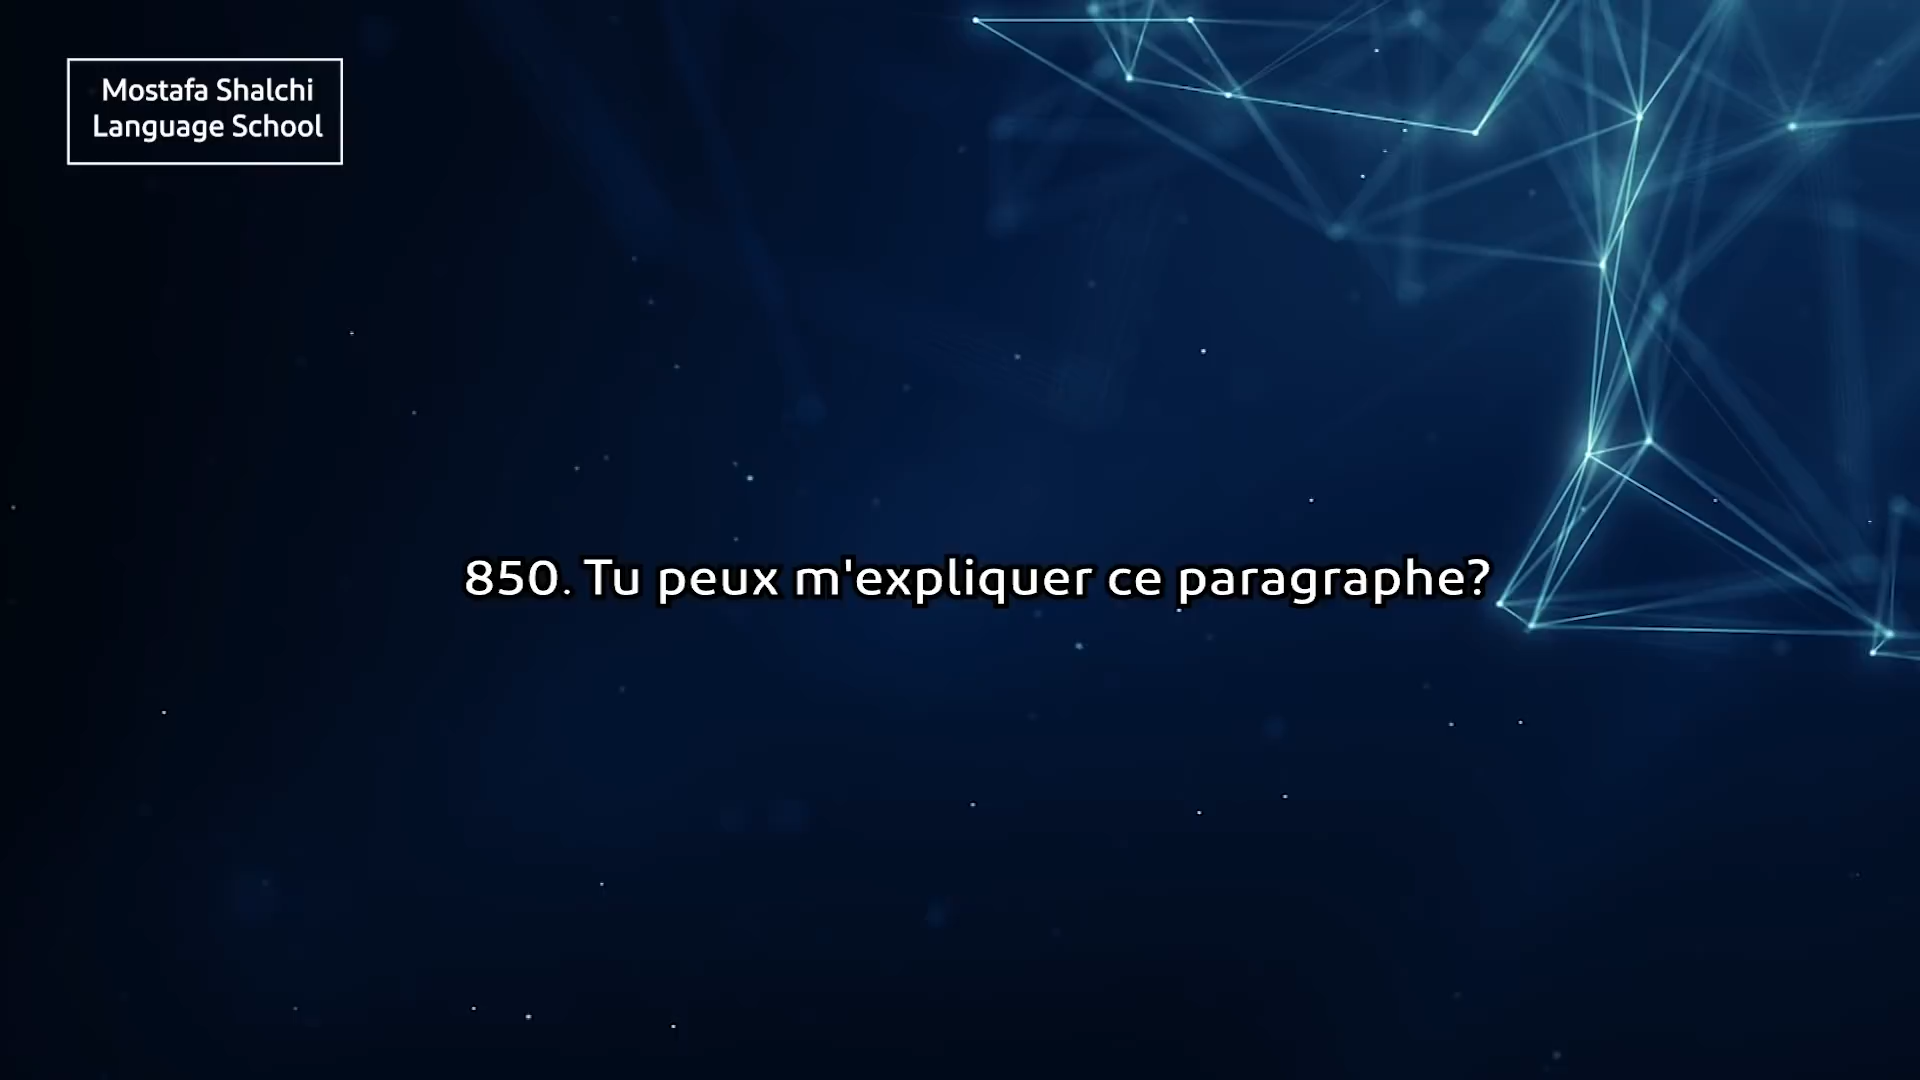 Mostafa Shalchi
Language School
850. Tu peux m'expliquer ce paragraphe?